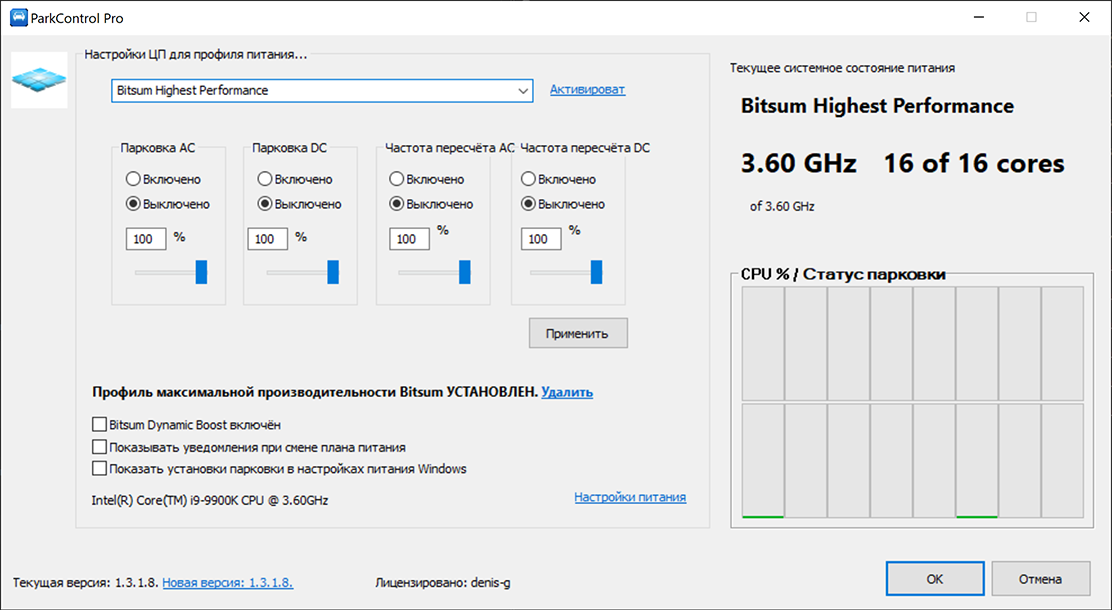 ParkControl Pro
Настройки ЦП для профиля питания...
Bitsum Highest Performance
Активироват
Парковка AC
Включено
Выключено
100 %
Парковка DC
Включено
Выключено
100 %
Частота пересчёта AC
Включено
Выключено
100 %
Частота пересчёта DC
Включено
Выключено
100 %
Применить
Профиль максимальной производительности Bitsum УСТАНОВЛЕН. Удалить
Bitsum Dynamic Boost включён
Показывать уведомления при смене плана питания
Показать установки парковки в настройках питания Windows
Intel(R) Core(TM) i9-9900K CPU @ 3.60GHz
Настройки питания
Текущее системное состояние питания
Bitsum Highest Performance
3.60 GHz 16 of 16 cores
of 3.60 GHz
CPU % / Статус парковки
Текущая версия: 1.3.1.8. Новая версия: 1.3.1.8.
Лицензировано: denis-g
OK
Отмена